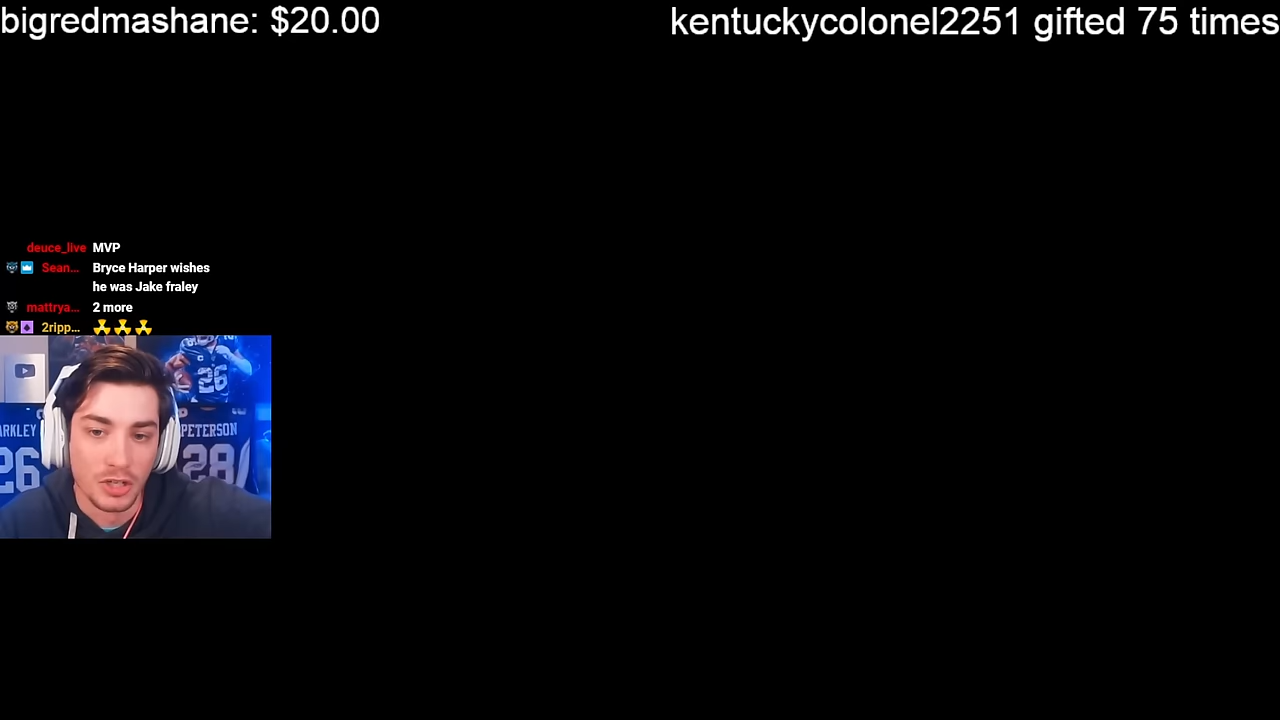 bigredmashane: $20.00
kentuckycolonel2251 gifted 75 times
deuce_live MVP
Sean... Bryce Harper wishes
he was Jake fraley
mattrya... 2 more
2ripp... ☢☢☢
26
ARKLEY
26
PETERSON
28